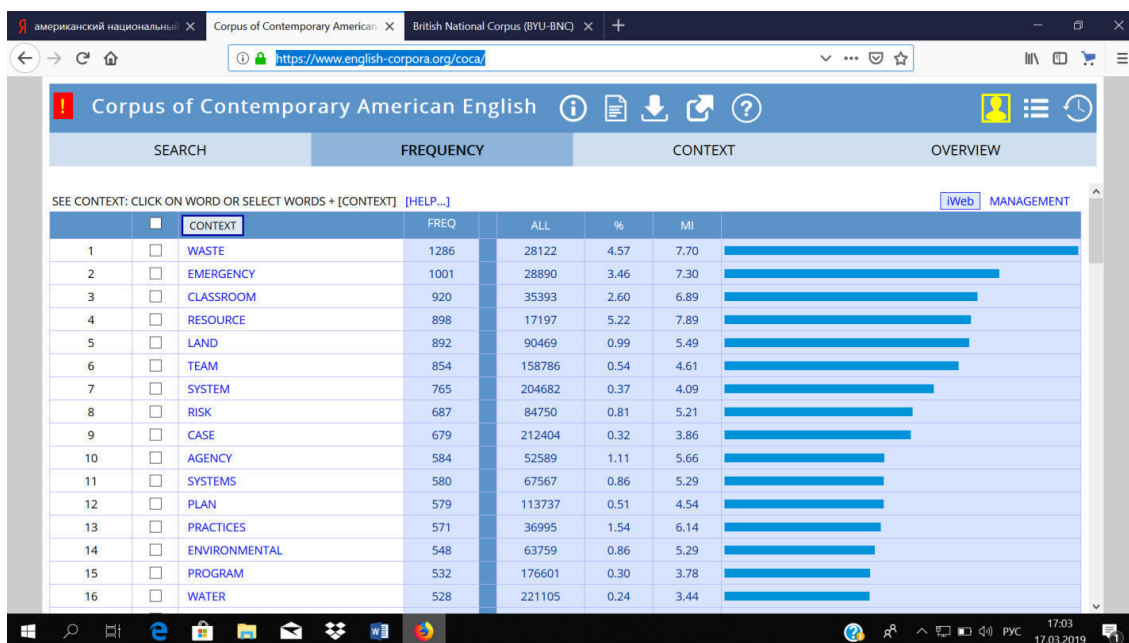 Я американский национальный
Corpus of Contemporary American
British National Corpus (BYU-BNC)
https://www.english-corpora.org/coca/
! Corpus of Contemporary American English
SEARCH FREQUENCY CONTEXT OVERVIEW
SEE CONTEXT: CLICK ON WORD OR SELECT WORDS + [CONTEXT] [HELP...] iWeb MANAGEMENT
CONTEXT FREQ ALL % MI
1 WASTE 1286 28122 4.57 7.70
2 EMERGENCY 1001 28890 3.46 7.30
3 CLASSROOM 920 35393 2.60 6.89
4 RESOURCE 898 17197 5.22 7.89
5 LAND 892 90469 0.99 5.49
6 TEAM 854 158786 0.54 4.61
7 SYSTEM 765 204682 0.37 4.09
8 RISK 687 84750 0.81 5.21
9 CASE 679 212404 0.32 3.86
10 AGENCY 584 52589 1.11 5.66
11 SYSTEMS 580 67567 0.86 5.29
12 PLAN 579 113737 0.51 4.54
13 PRACTICES 571 36995 1.54 6.14
14 ENVIRONMENTAL 548 63759 0.86 5.29
15 PROGRAM 532 176601 0.30 3.78
16 WATER 528 221105 0.24 3.44
РУС
17:03
17.03.2019